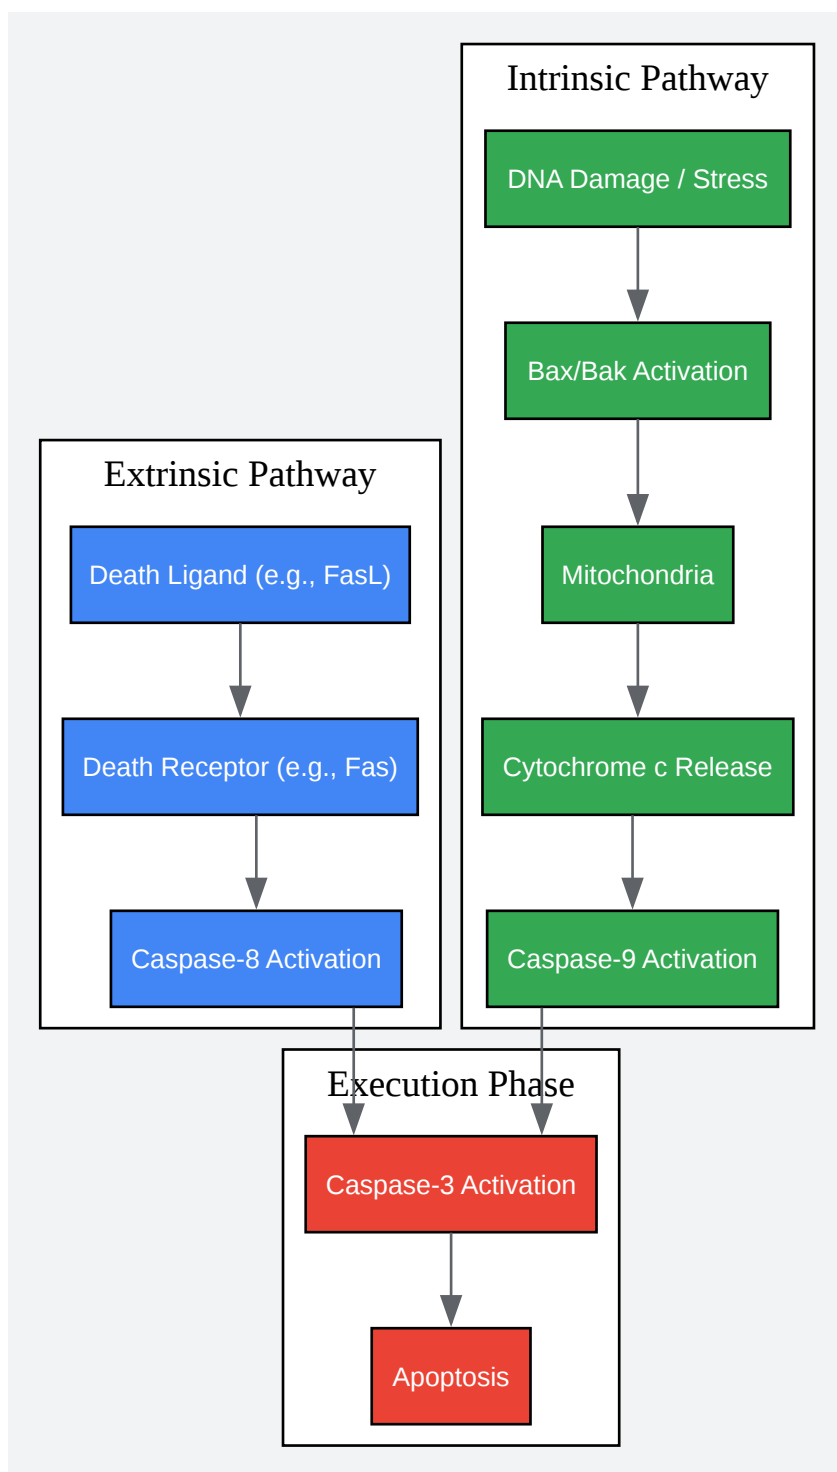 Intrinsic Pathway
DNA Damage / Stress
Bax/Bak Activation
Mitochondria
Cytochrome c Release
Caspase-9 Activation
Extrinsic Pathway
Death Ligand (e.g., FasL)
Death Receptor (e.g., Fas)
Caspase-8 Activation
Execution Phase
Caspase-3 Activation
Apoptosis